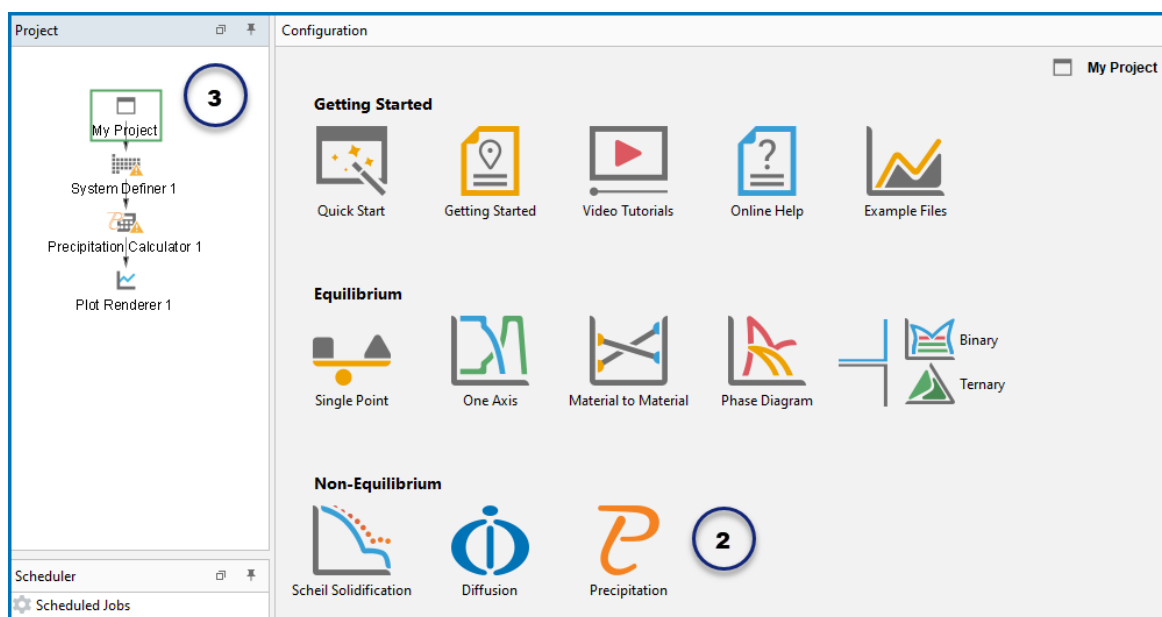 Project
Configuration
My Project
3
My Project
System Definer 1
Precipitation Calculator 1
Plot Renderer 1
Getting Started
Quick Start
Getting Started
Video Tutorials
Online Help
Example Files
Equilibrium
Single Point
One Axis
Material to Material
Phase Diagram
Binary
Ternary
Non-Equilibrium
2
Scheil Solidification
Diffusion
Precipitation
Scheduler
Scheduled Jobs